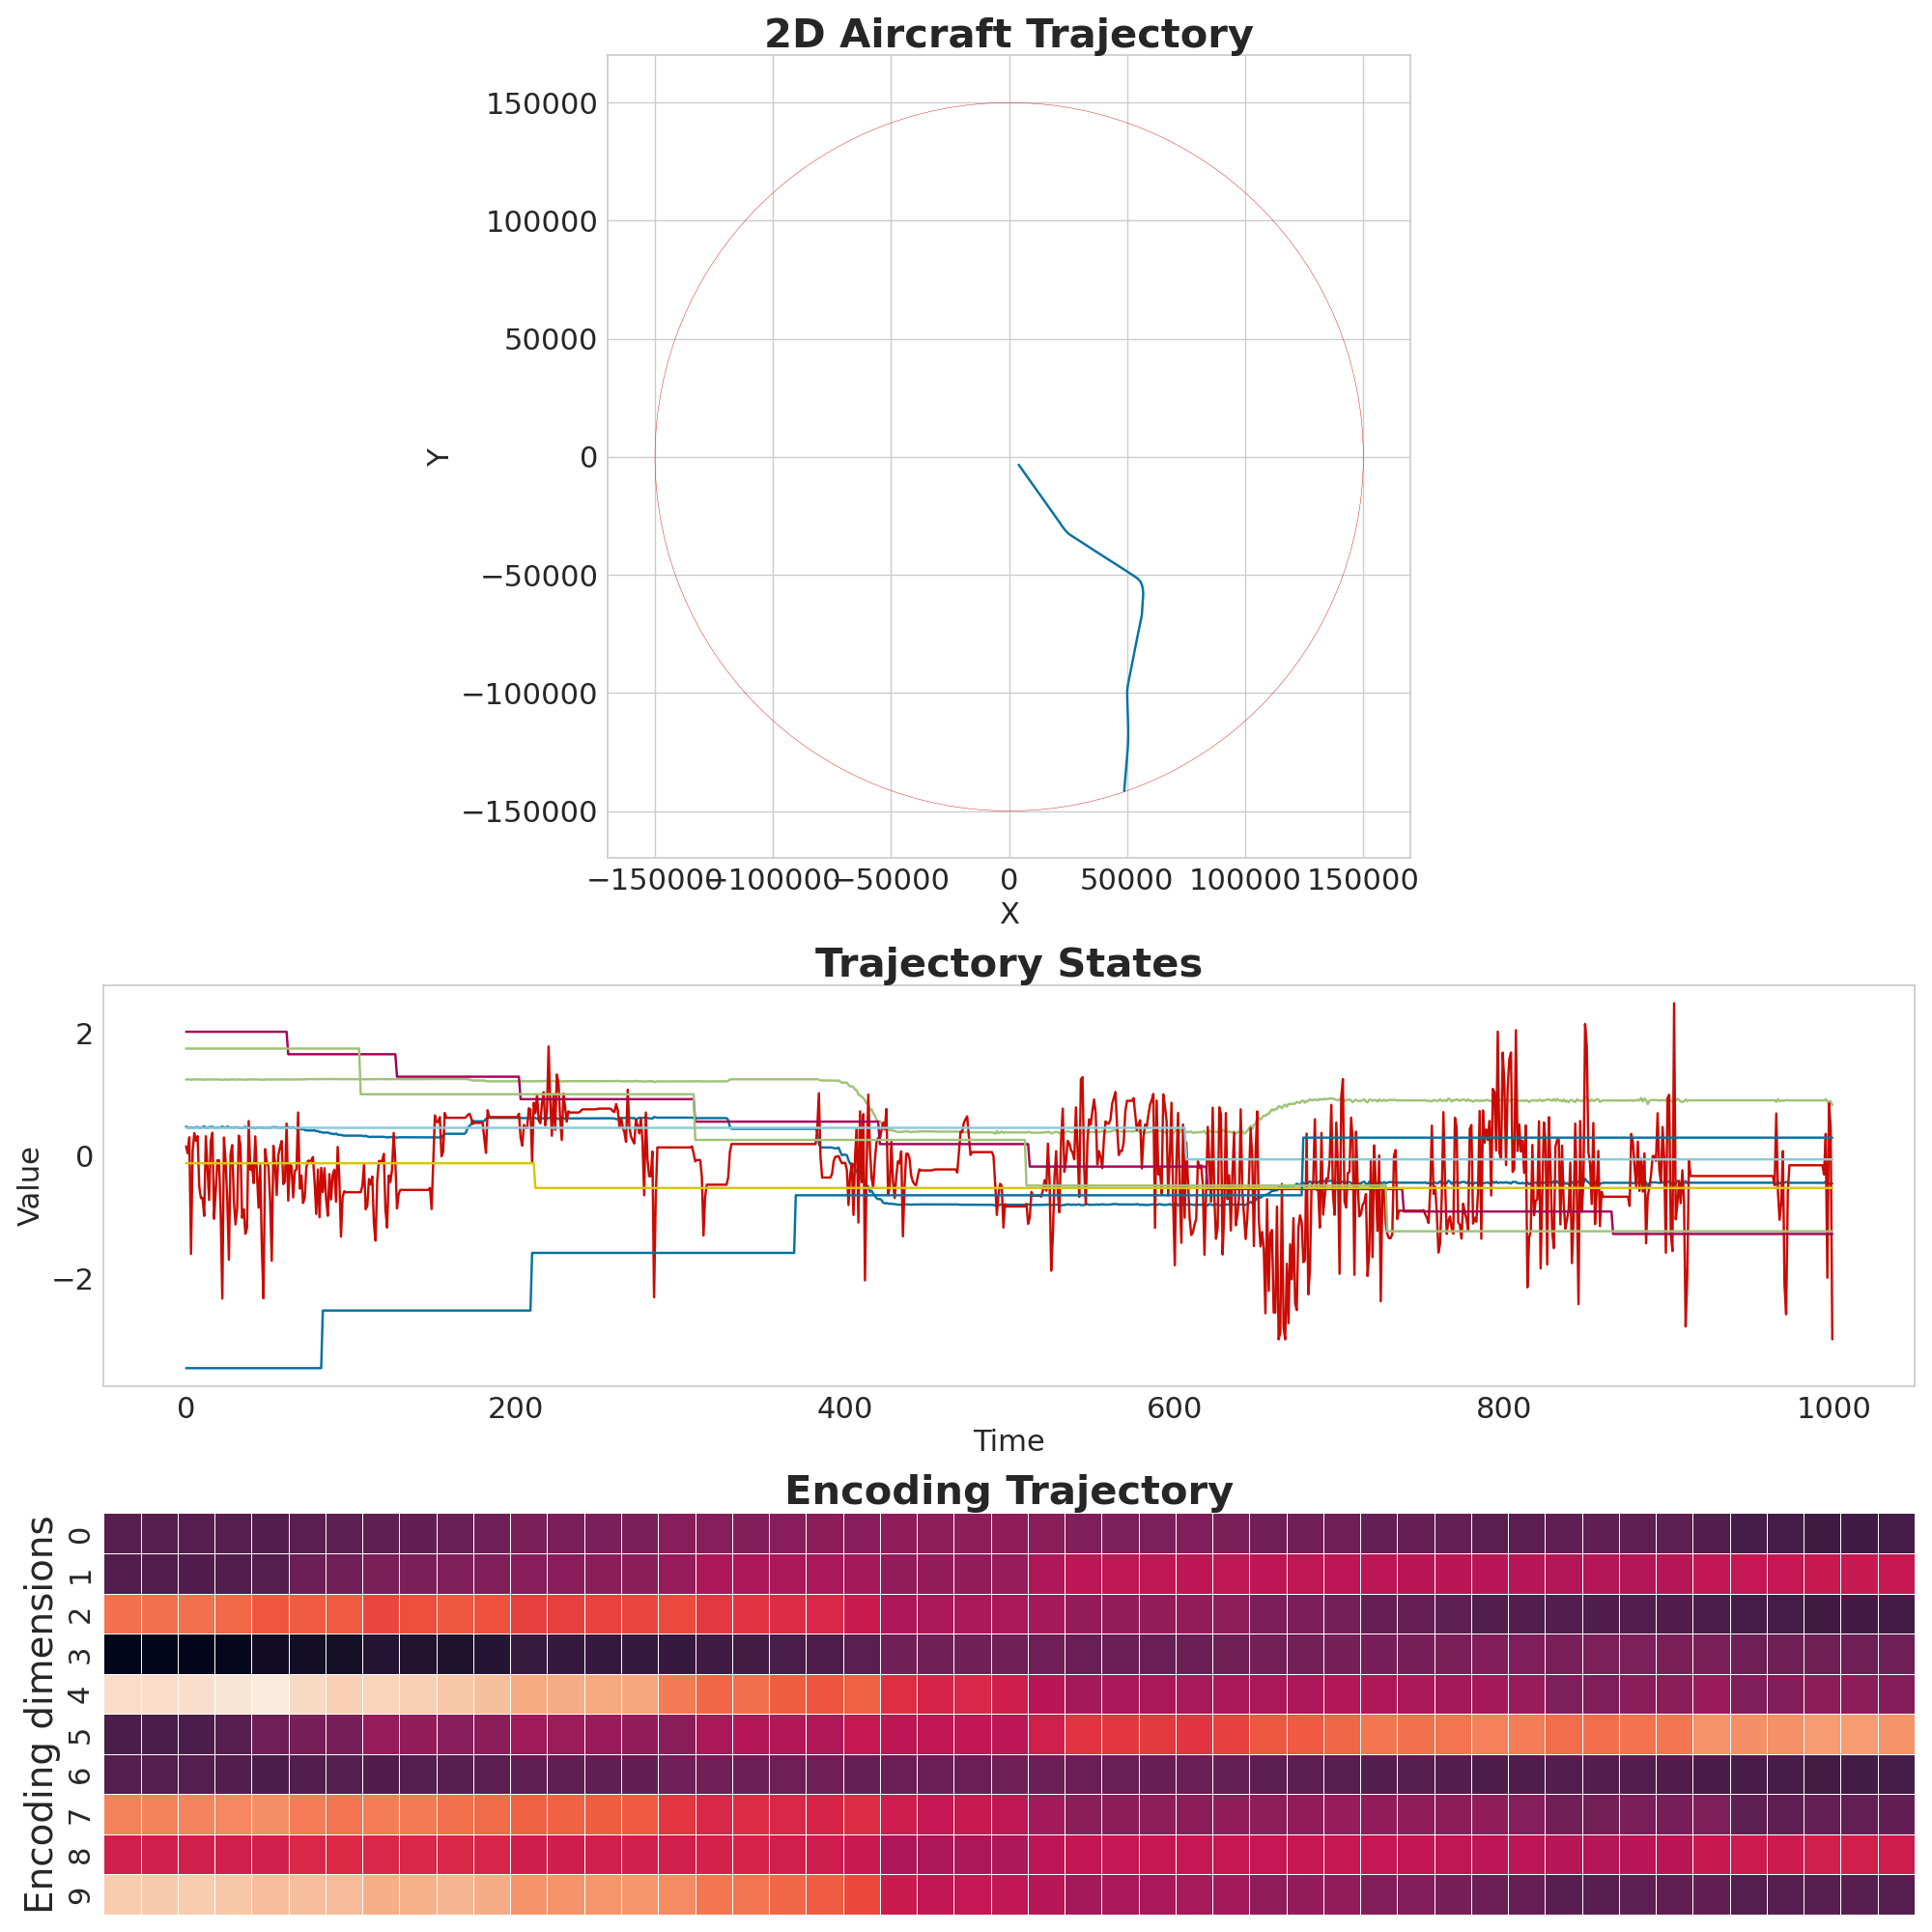 2D Aircraft Trajectory
150000
100000
50000
0
−50000
−100000
−150000
Y
−150000 −100000 −50000 0 50000 100000 150000
X
Trajectory States
2
0
−2
Value
0 200 400 600 800 1000
Time
Encoding Trajectory
Encoding dimensions
0
1
2
3
4
5
6
7
8
9